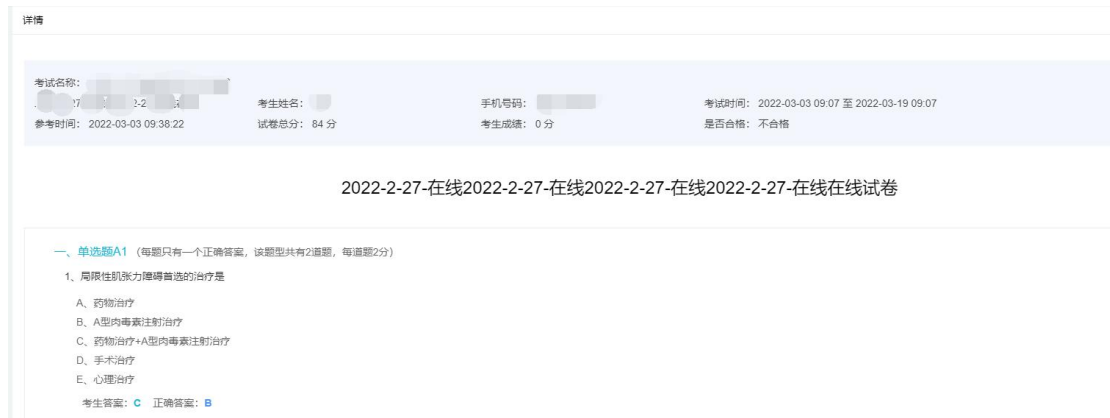 详情
考试名称：
考生姓名：
手机号码：
考试时间： 2022-03-03 09:07 至 2022-03-19 09:07
参考时间： 2022-03-03 09:38:22
试卷总分： 84 分
考生成绩： 0 分
是否合格： 不合格
2022-2-27-在线2022-2-27-在线2022-2-27-在线2022-2-27-在线在线试卷
一、单选题A1 （每题只有一个正确答案，该题型共有2道题，每道题2分）
1、局限性肌张力障碍首选的治疗是
A、药物治疗
B、A型肉毒素注射治疗
C、药物治疗+A型肉毒素注射治疗
D、手术治疗
E、心理治疗
考生答案： C 正确答案： B